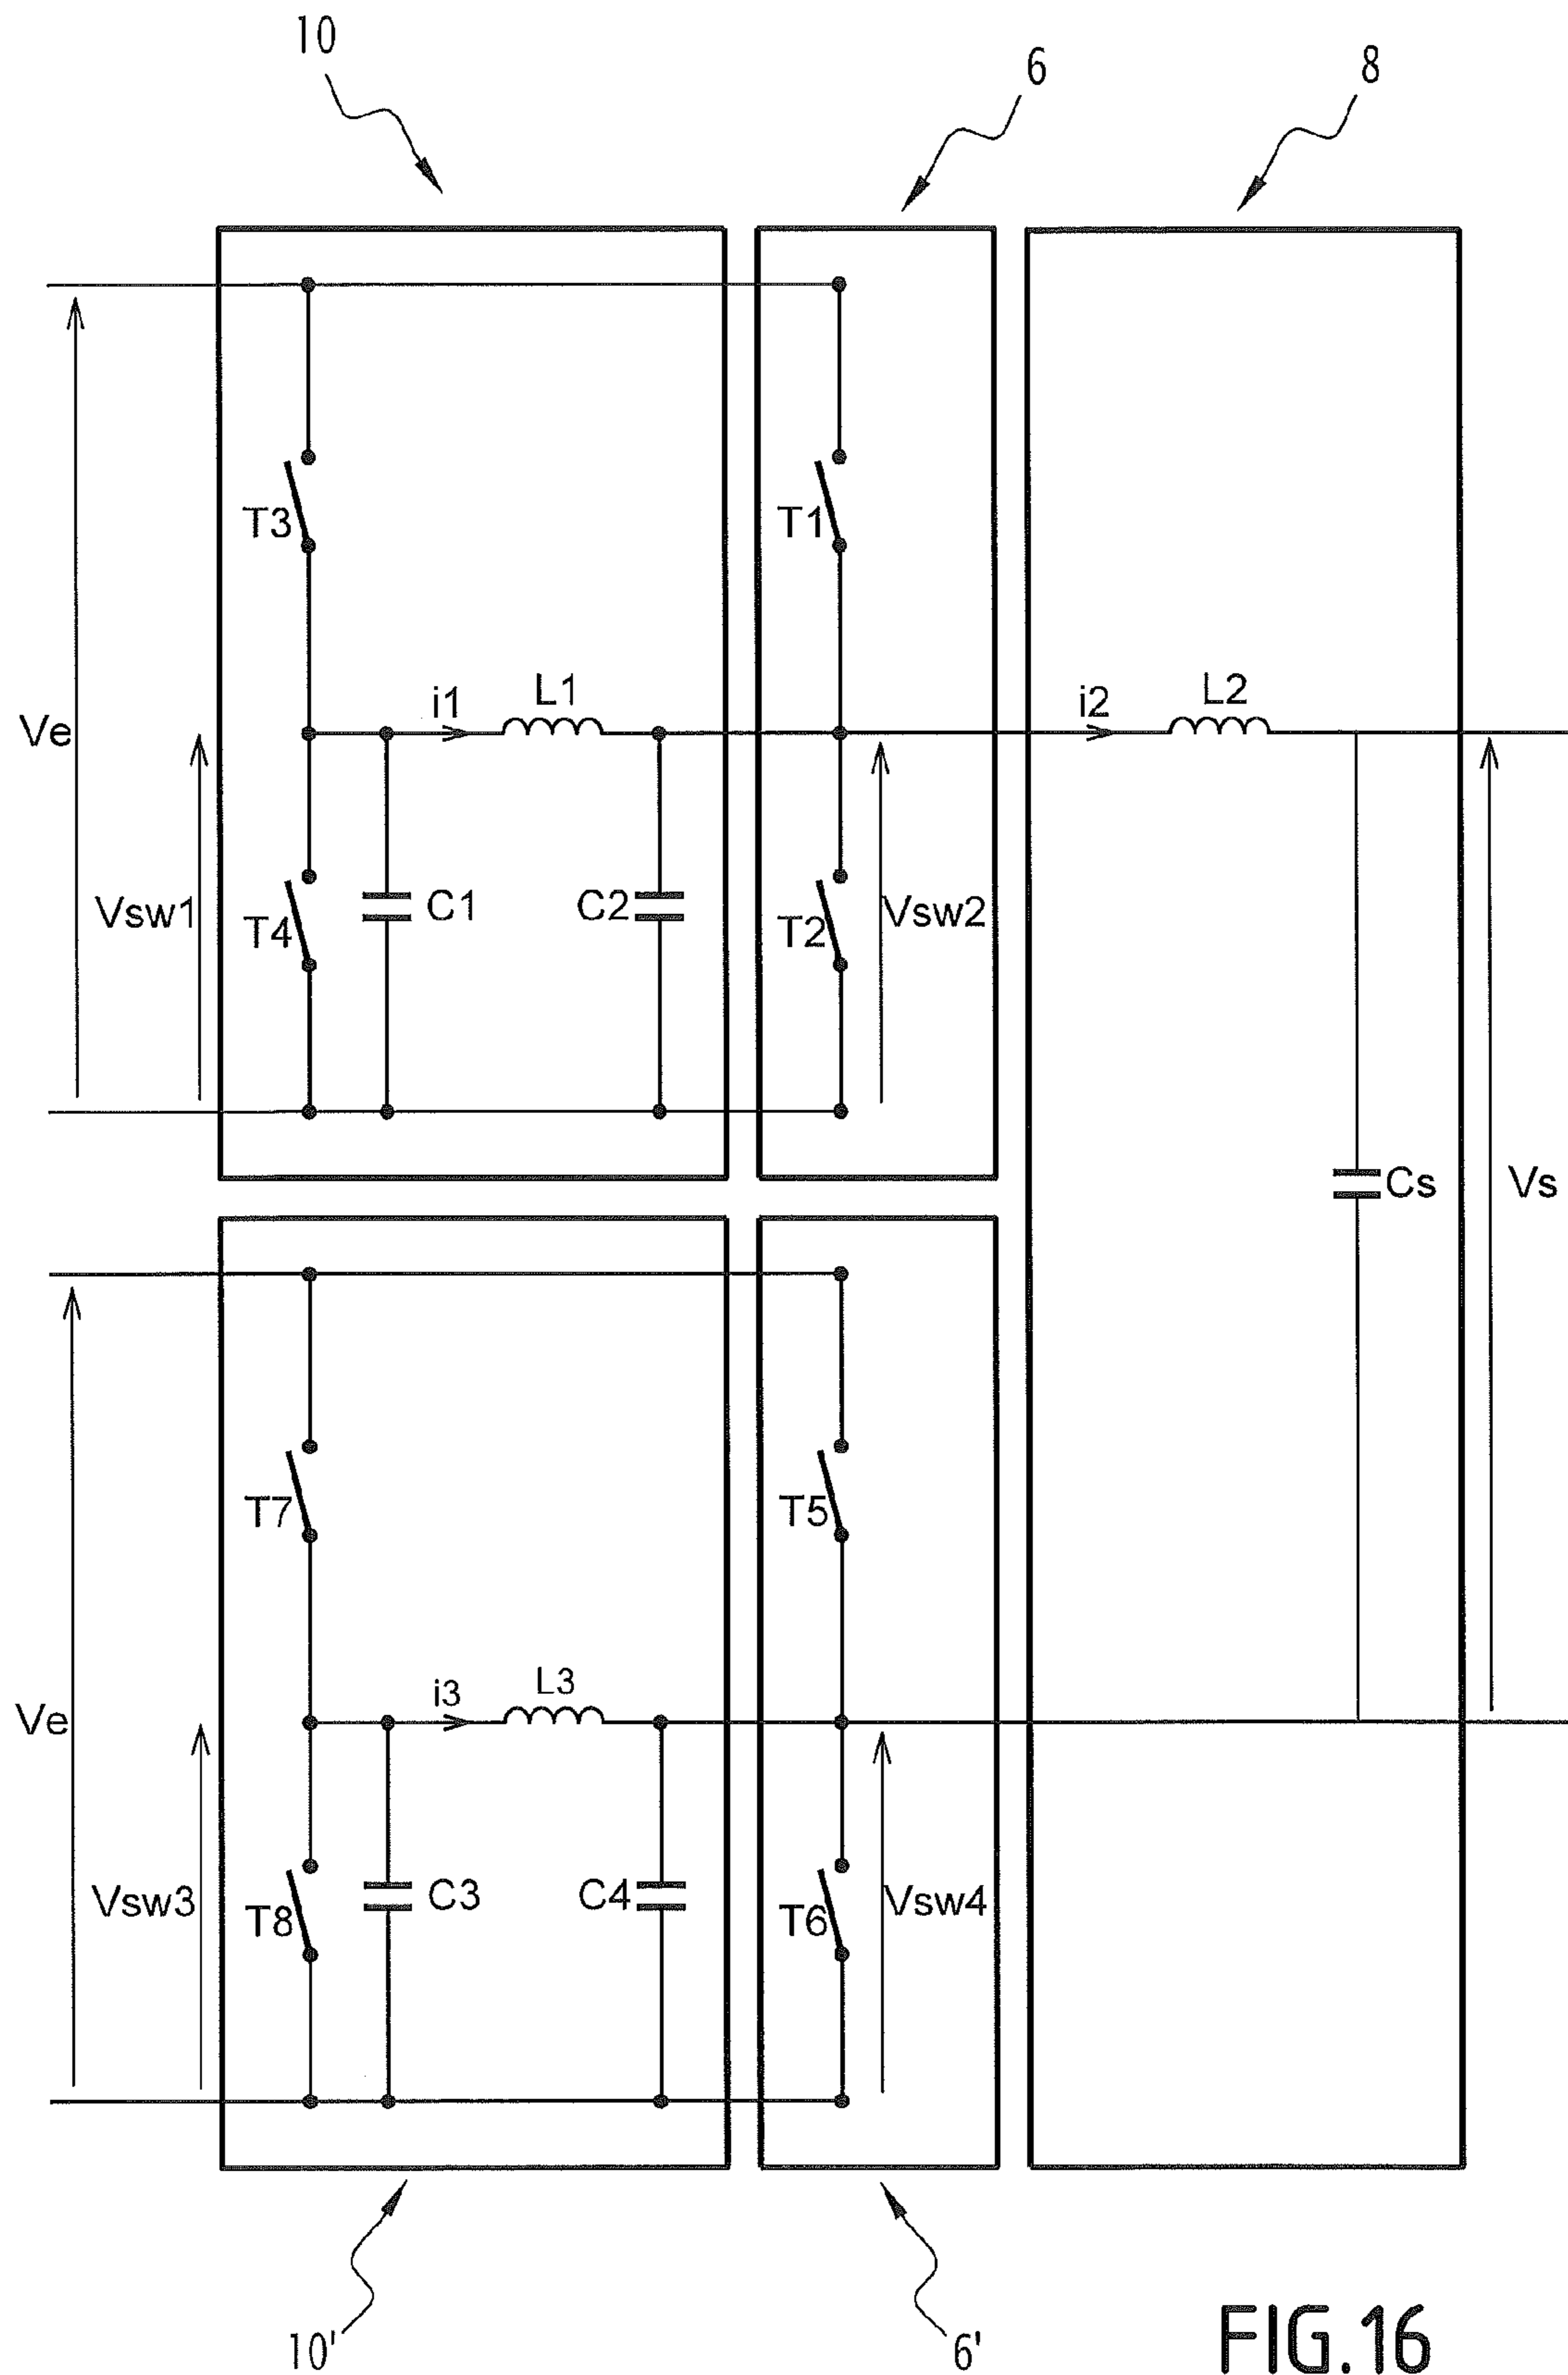 10
6
8
T3
T1
i1
L1
i2
L2
Ve
Vsw1
T4
C1
C2
T2
Vsw2
Cs
Vs
T7
T5
i3
L3
Ve
Vsw3
T8
C3
C4
T6
Vsw4
10'
6'
FIG.16